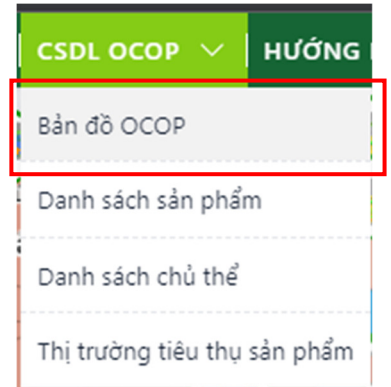 CSDL OCOP HƯỚNG
Bản đồ OCOP
Danh sách sản phẩm
Danh sách chủ thể
Thị trường tiêu thụ sản phẩm